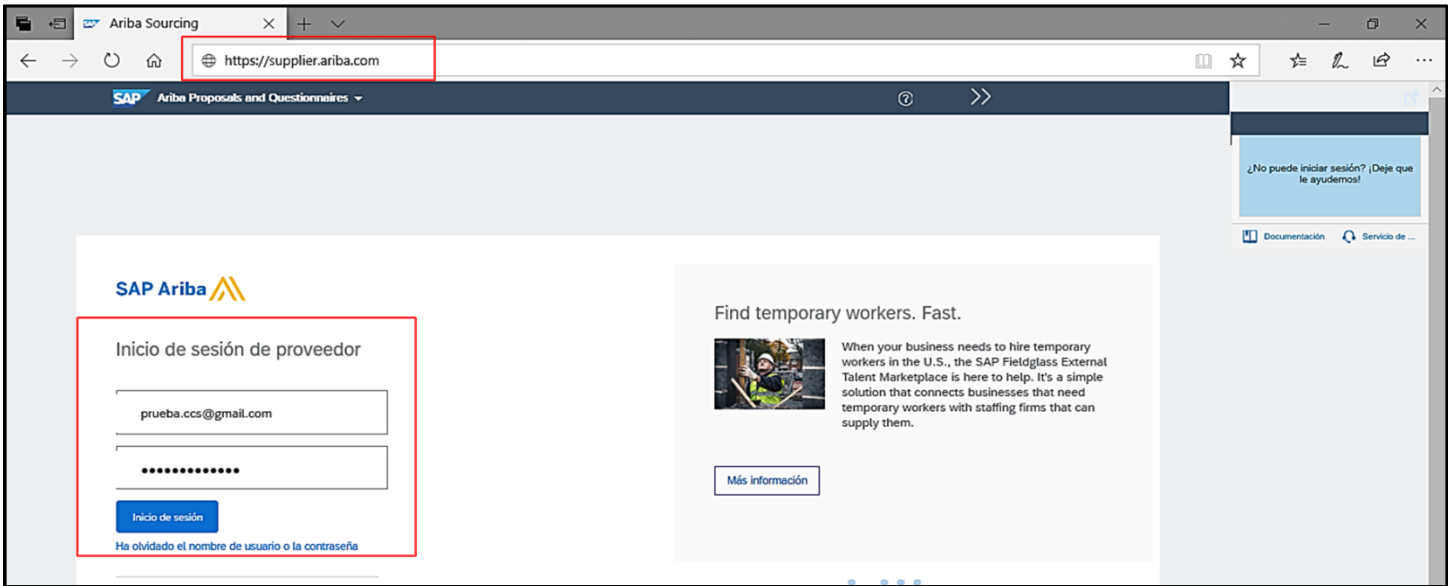 Ariba Sourcing
https://supplier.ariba.com
SAP Ariba Proposals and Questionnaires
¿No puede iniciar sesión? ¡Deje que
le ayudemos!
Documentación Servicio de ...
SAP Ariba
Inicio de sesión de proveedor
prueba.ccs@gmail.com
•••••••••••••
Inicio de sesión
Ha olvidado el nombre de usuario o la contraseña
Find temporary workers. Fast.
When your business needs to hire temporary
workers in the U.S., the SAP Fieldglass External
Talent Marketplace is here to help. It's a simple
solution that connects businesses that need
temporary workers with staffing firms that can
supply them.
Más información